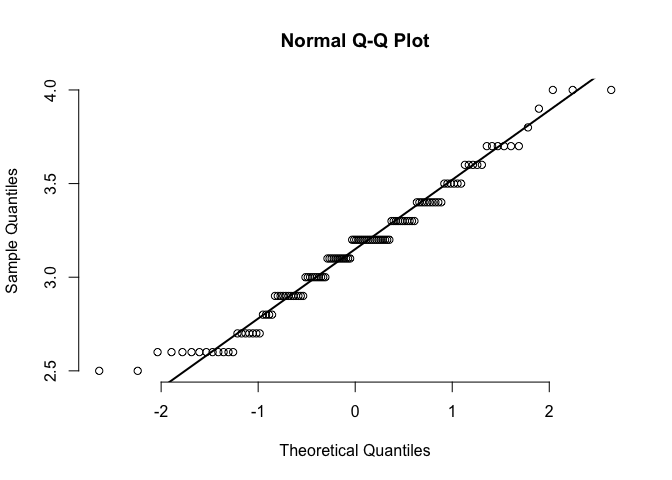 Normal Q-Q Plot
4.0
3.5
3.0
2.5
Sample Quantiles
-2 -1 0 1 2
Theoretical Quantiles